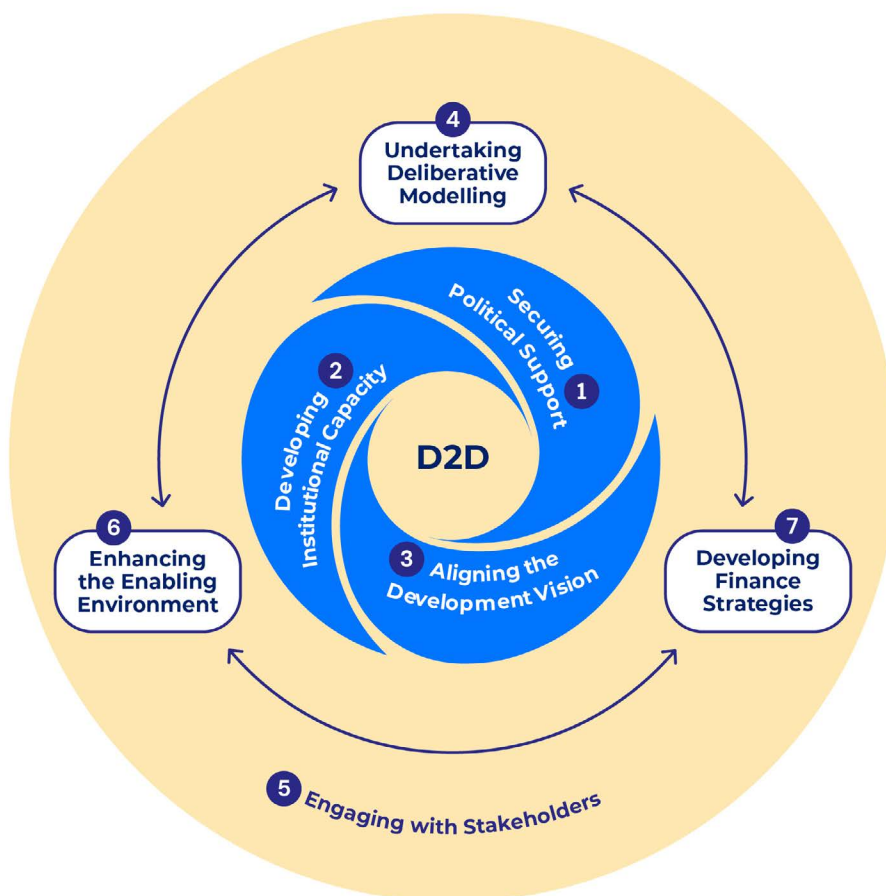 4
Undertaking
Deliberative
Modelling
1
Securing
Political Support
2
Developing
Institutional Capacity
D2D
3
Aligning the
Development Vision
6
Enhancing
the Enabling
Environment
7
Developing
Finance
Strategies
5
Engaging with Stakeholders